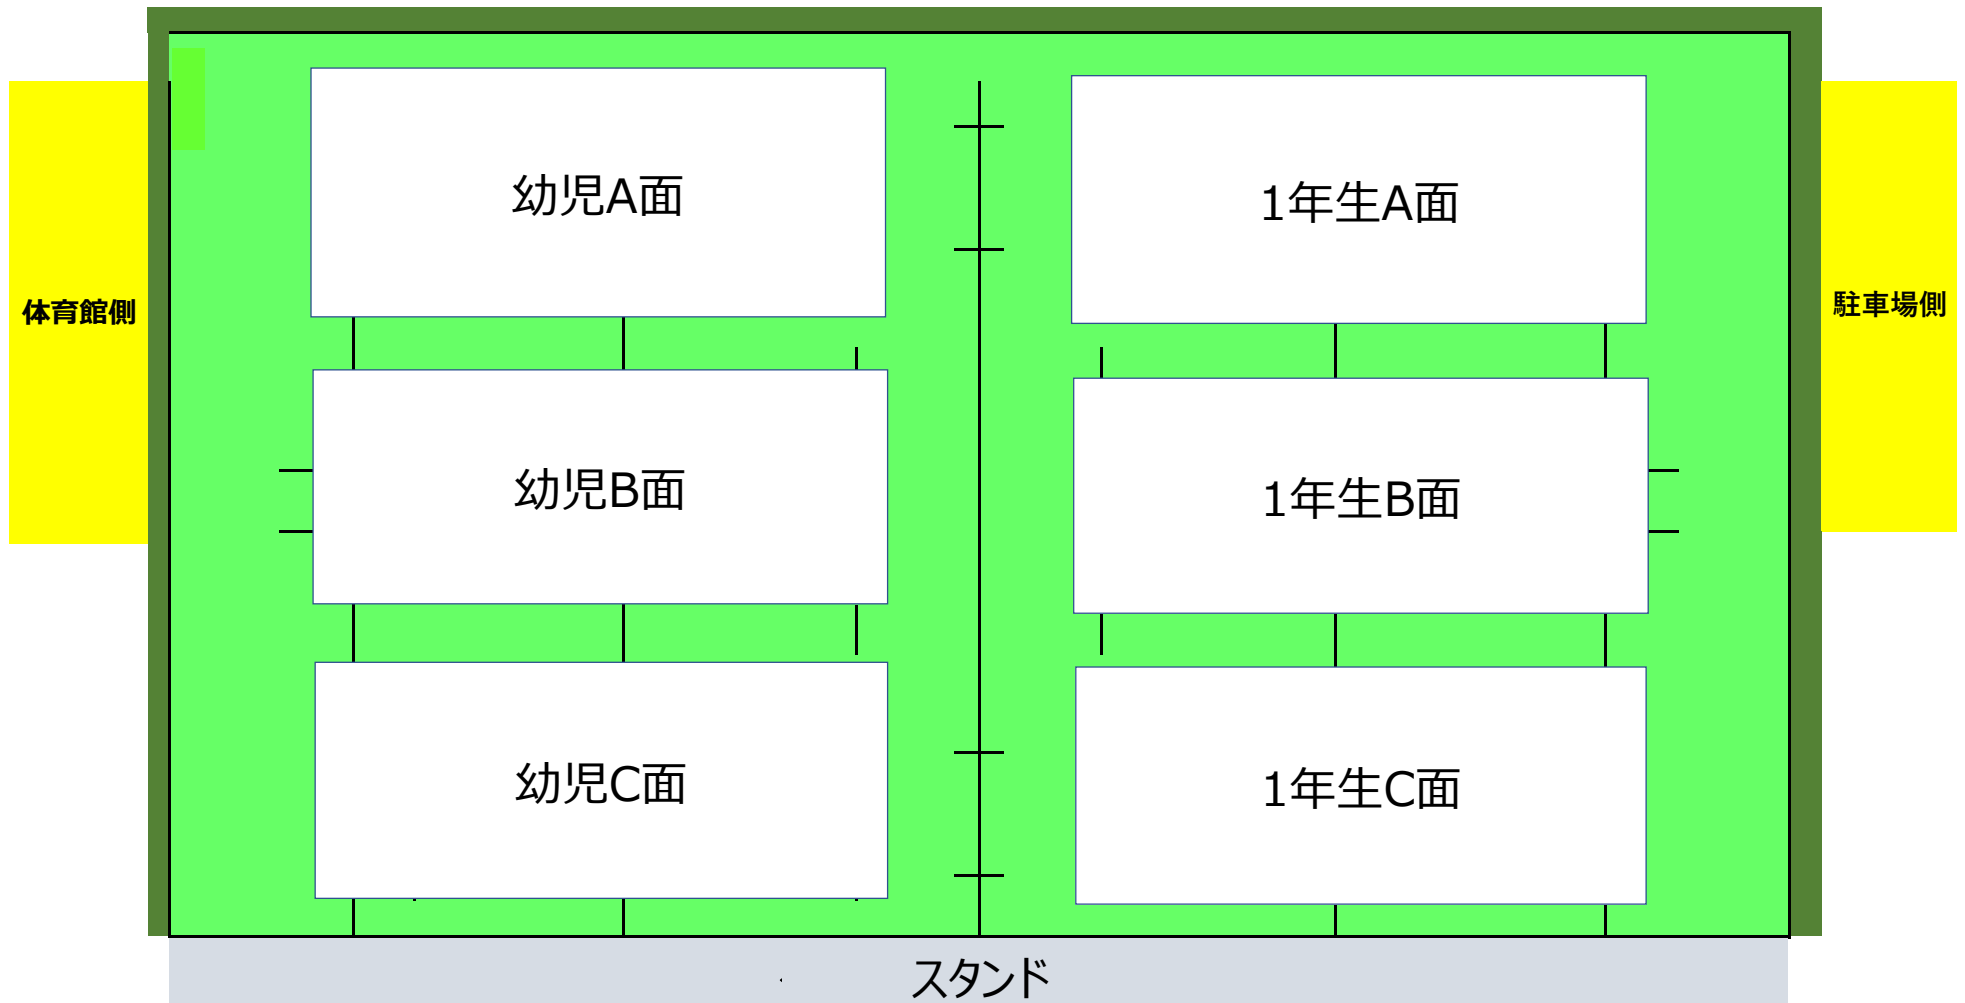 幼児A面
1年生A面
体育館側
駐車場側
幼児B面
1年生B面
幼児C面
1年生C面
スタンド